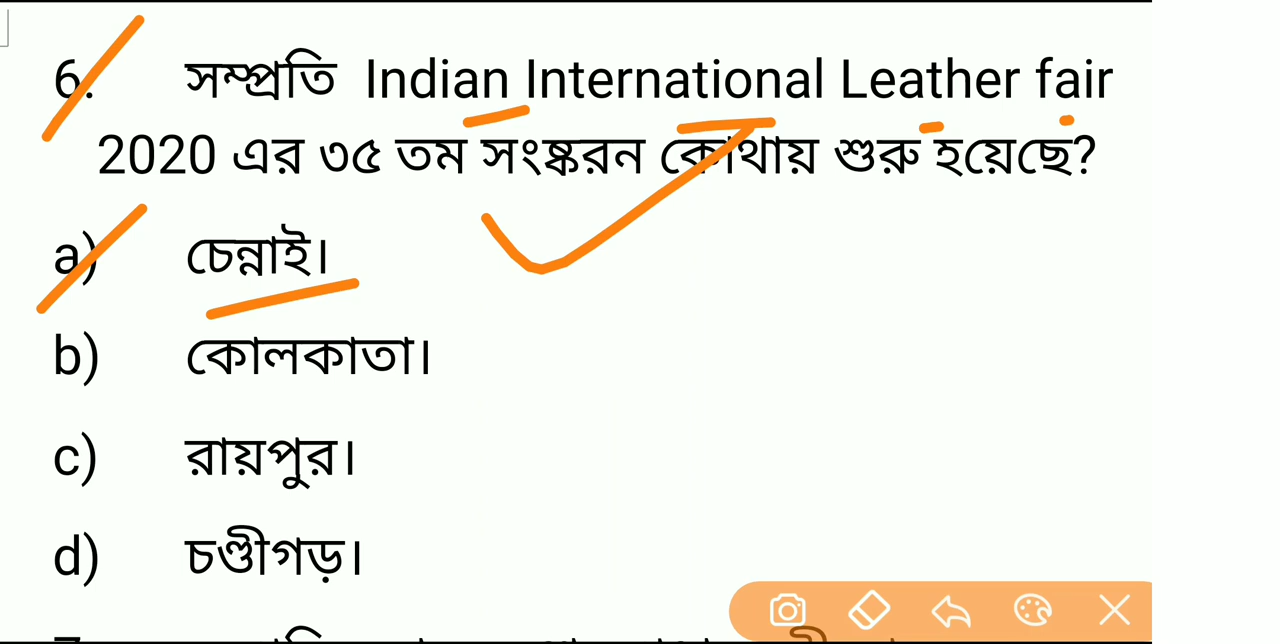 6. সম্প্রতি Indian International Leather fair
2020 এর ৩৫ তম সংষ্করন কোথায় শুরু হয়েছে?
a) চেন্নাই।
b) কোলকাতা।
c) রায়পুর।
d) চণ্ডীগড়।